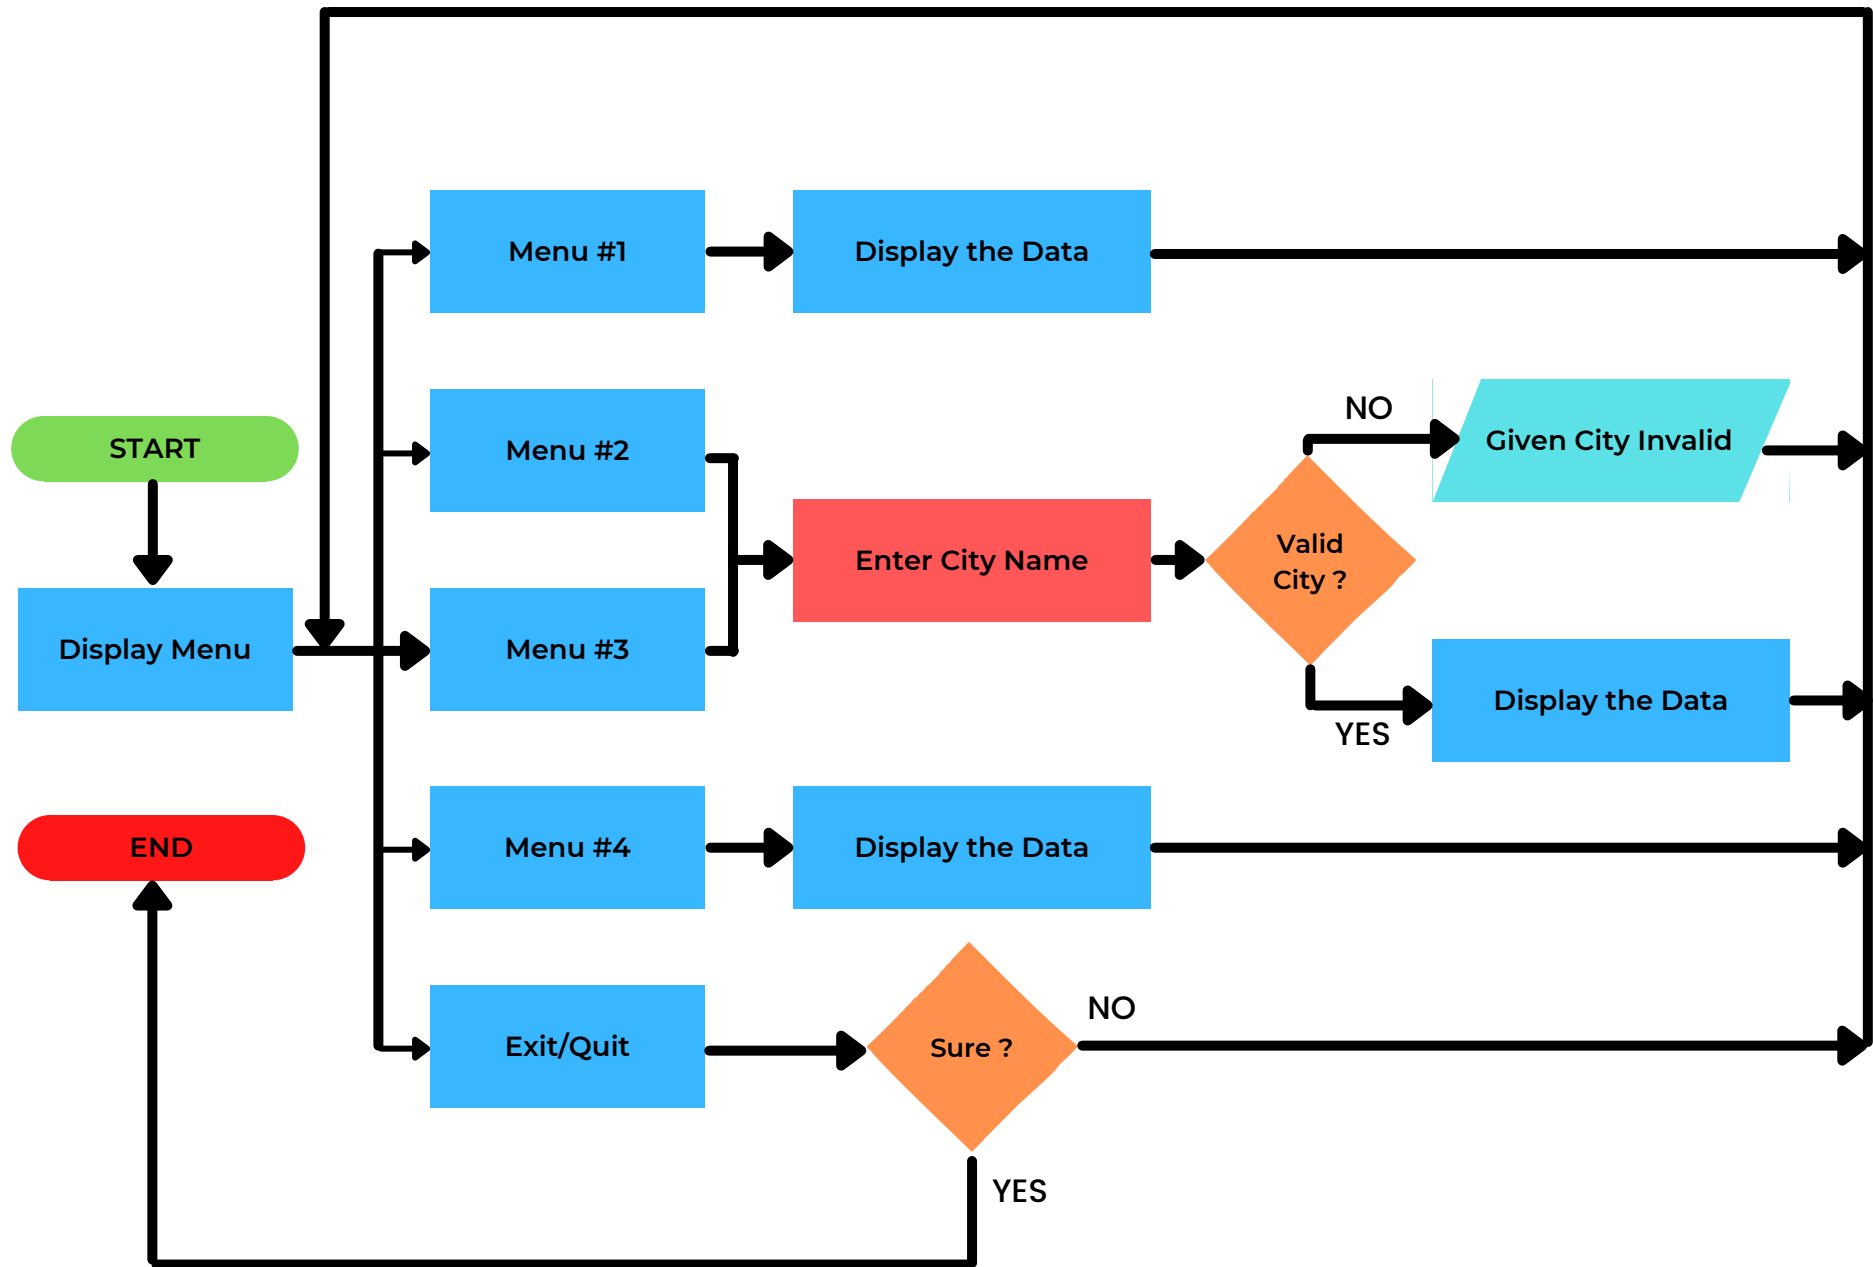 START
Display Menu
END
Menu #1
Display the Data
Menu #2
Menu #3
Enter City Name
Valid
City ?
NO
Given City Invalid
YES
Display the Data
Menu #4
Display the Data
Exit/Quit
Sure ?
NO
YES